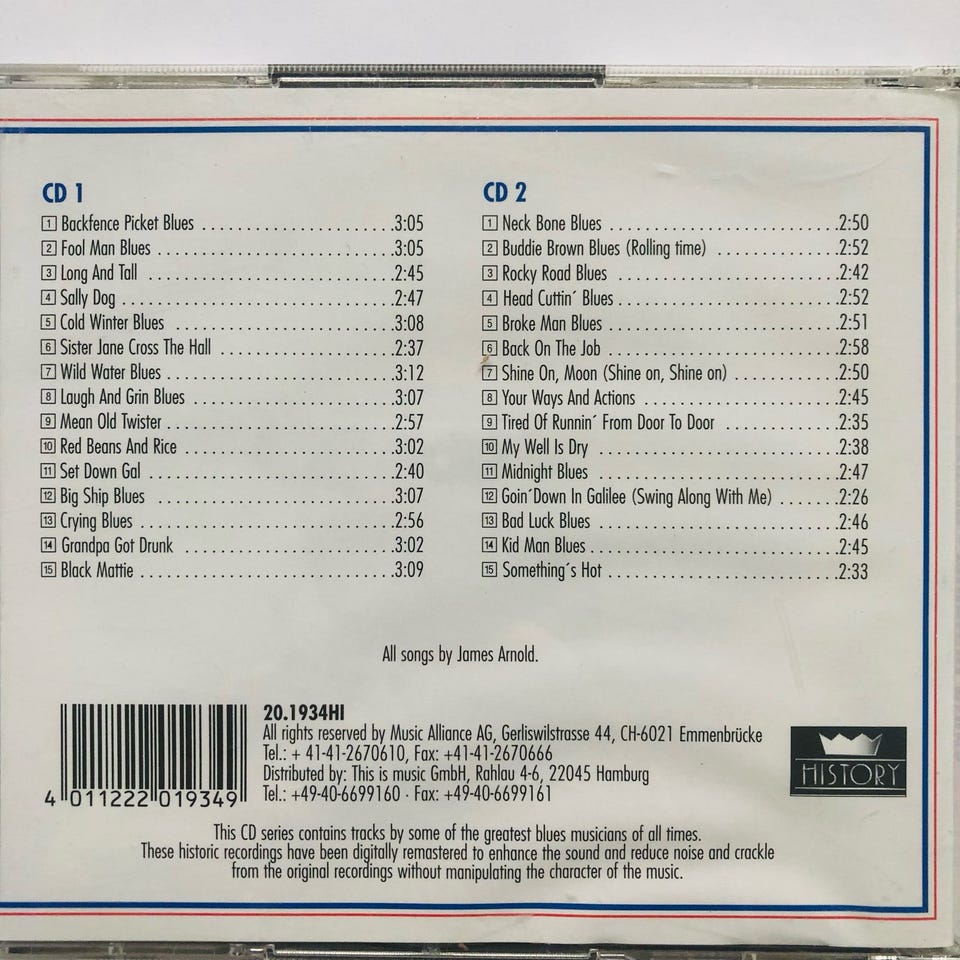 CD 1
1 Backfence Picket Blues ....................3:05
2 Fool Man Blues ..........................3:05
3 Long And Tall ...........................2:45
4 Sally Dog ...............................2:47
5 Cold Winter Blues .......................3:08
6 Sister Jane Cross The Hall ..................2:37
7 Wild Water Blues ........................3:12
8 Laugh And Grin Blues .....................3:07
9 Mean Old Twister ........................2:57
10 Red Beans And Rice ......................3:02
11 Set Down Gal ..........................2:40
12 Big Ship Blues .........................3:07
13 Crying Blues ...........................2:56
14 Grandpa Got Drunk ......................3:02
15 Black Mattie ...........................3:09
CD 2
1 Neck Bone Blues ........................2:50
2 Buddie Brown Blues (Rolling time) .............2:52
3 Rocky Road Blues .......................2:42
4 Head Cuttin´ Blues .......................2:52
5 Broke Man Blues ........................2:51
6 Back On The Job ........................2:58
7 Shine On, Moon (Shine on, Shine on) ...........2:50
8 Your Ways And Actions .....................2:45
9 Tired Of Runnin´ From Door To Door ............2:35
10 My Well Is Dry ..........................2:38
11 Midnight Blues ..........................2:47
12 Goin´Down In Galilee (Swing Along With Me) .......2:26
13 Bad Luck Blues ..........................2:46
14 Kid Man Blues ..........................2:45
15 Something´s Hot ........................2:33
All songs by James Arnold.
4 011222 019349
20.1934HI
All rights reserved by Music Alliance AG, Gerliswilstrasse 44, CH-6021 Emmenbrücke
Tel.: + 41-41-2670610, Fax: +41-41-2670666
Distributed by: This is music GmbH, Rahlau 4-6, 22045 Hamburg
Tel.: +49-40-6699160 · Fax: +49-40-6699161
HISTORY
This CD series contains tracks by some of the greatest blues musicians of all times.
These historic recordings have been digitally remastered to enhance the sound and reduce noise and crackle
from the original recordings without manipulating the character of the music.